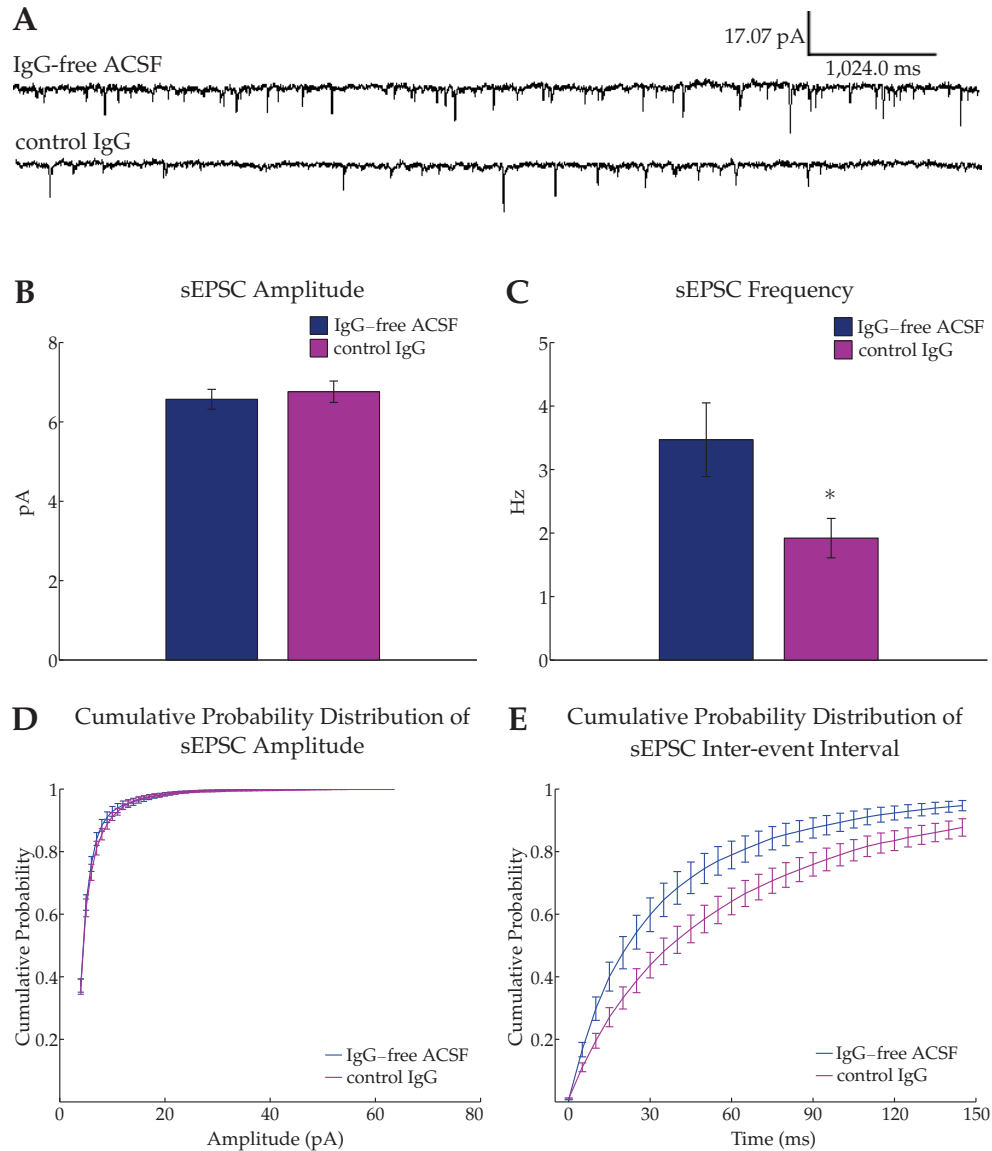 A
17.07 pA
1,024.0 ms
IgG-free ACSF
control IgG
B
sEPSC Amplitude
IgG–free ACSF
control IgG
8
6
4
2
0
pA
C
sEPSC Frequency
IgG–free ACSF
control IgG
5
4
3
2
1
0
Hz
*
D
Cumulative Probability Distribution of
sEPSC Amplitude
1
0.8
0.6
0.4
0.2
Cumulative Probability
IgG–free ACSF
control IgG
0 20 40 60 80
Amplitude (pA)
E
Cumulative Probability Distribution of
sEPSC Inter-event Interval
1
0.8
0.6
0.4
0.2
Cumulative Probability
IgG–free ACSF
control IgG
0 30 60 90 120 150
Time (ms)